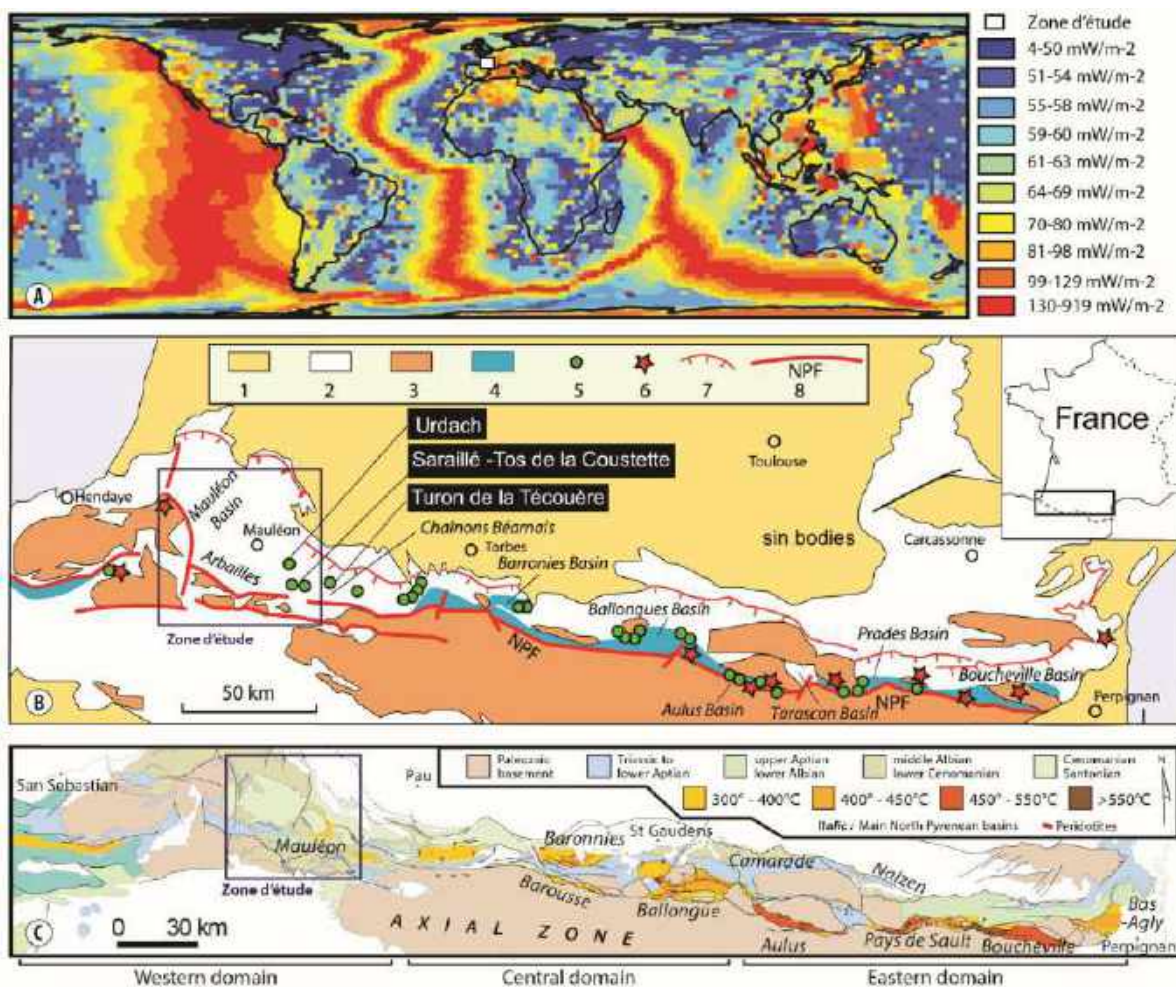 Zone d'étude
4-50 mW/m-2
51-54 mW/m-2
55-58 mW/m-2
59-60 mW/m-2
61-63 mW/m-2
64-69 mW/m-2
70-80 mW/m-2
81-98 mW/m-2
99-129 mW/m-2
130-919 mW/m-2
A
NPF
1 2 3 4 5 6 7 8
France
Urdach
Saraillé -Tos de la Coustette
Turon de la Técouère
Toulouse
Hendaye
Mauléon Basin
Mauléon
Chaînons Béarnais
Tarbes
Barronies Basin
sin bodies
Carcassonne
Arbailles
Ballongues Basin
Zone d'étude
NPF
Prades Basin
Boucheville Basin
50 km
Aulus Basin
Tarascon Basin
NPF
Perpignan
B
Paleozoic basement
Triassic to lower Aptian
upper Aptian lower Albian
middle Albian lower Cenomanian
Cenomanian Santonian
N
San Sebastian
Pau
300° - 400°C
400° - 450°C
450° - 550°C
>550°C
Italic: Main North Pyrenean basins
Peridotites
Mauléon
Baronnies
St Gaudens
Camarade
Nalzen
Zone d'étude
Barousse
Ballongue
Bas -Agly
0 30 km
AXIAL ZONE
Aulus
Pays de Sault
Boucheville
Perpignan
C
Western domain
Central domain
Eastern domain